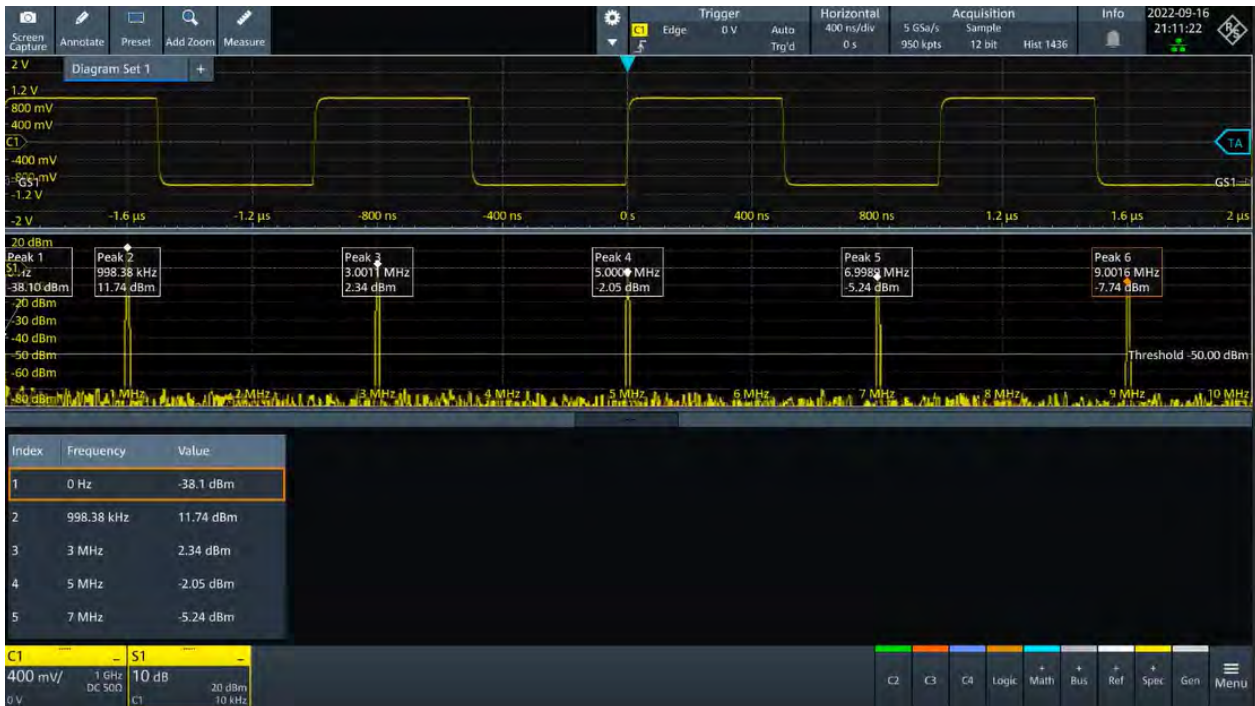 Screen Capture
Annotate
Preset
Add Zoom
Measure
C1
Edge
Trigger
0 V
Auto
Trg'd
Horizontal
400 ns/div
0 s
Acquisition
5 GSa/s
Sample
950 kpts
12 bit
Hist 1436
Info
2022-09-16
21:11:22
R&S
2 V
Diagram Set 1
+
1.2 V
800 mV
400 mV
C1
-400 mV
GS1
-1.2 V
-2 V
TA
GS1
-1.6 µs
-1.2 µs
-800 ns
-400 ns
0 s
400 ns
800 ns
1.2 µs
1.6 µs
2 µs
20 dBm
Peak 1
-38.10 dBm
Peak 2
998.38 kHz
11.74 dBm
Peak 3
3.0011 MHz
2.34 dBm
Peak 4
MHz
-2.05 dBm
Peak 5
6.9989 MHz
-5.24 dBm
Peak 6
9.0016 MHz
-7.74 dBm
S1
-20 dBm
-30 dBm
-40 dBm
-50 dBm
-60 dBm
-80 dBm
Threshold -50.00 dBm
1 MHz
2 MHz
3 MHz
4 MHz
5 MHz
6 MHz
7 MHz
8 MHz
9 MHz
10 MHz
Index Frequency Value
1 0 Hz -38.1 dBm
2 998.38 kHz 11.74 dBm
3 3 MHz 2.34 dBm
4 5 MHz -2.05 dBm
5 7 MHz -5.24 dBm
C1
400 mV/
1 GHz
DC 50Ω
0 V
S1
10 dB
20 dBm
C1
10 kHz
C2
C3
C4
Logic
+ Math
+ Bus
+ Ref
+ Spec
Gen
Menu